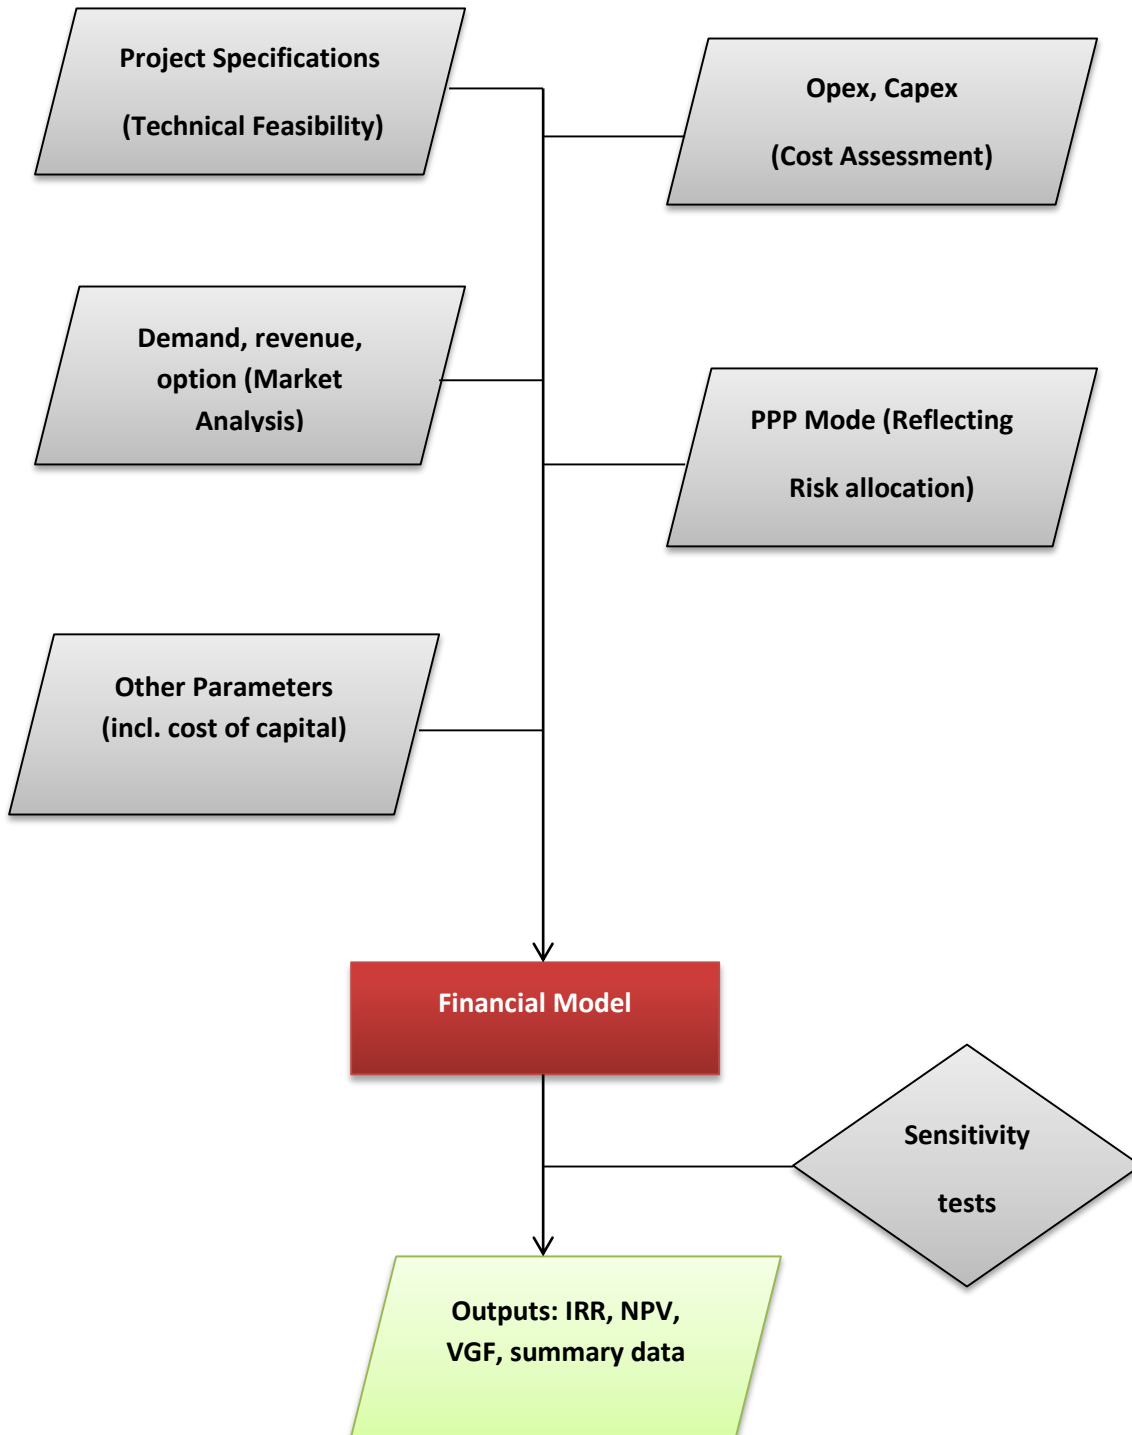 Project Specifications
(Technical Feasibility)
Opex, Capex
(Cost Assessment)
Demand, revenue,
option (Market
Analysis)
PPP Mode (Reflecting
Risk allocation)
Other Parameters
(incl. cost of capital)
Financial Model
Sensitivity
tests
Outputs: IRR, NPV,
VGF, summary data